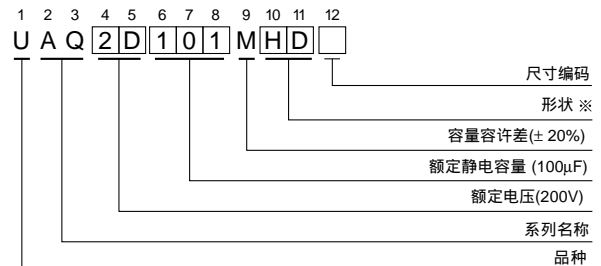 1 2 3 4 5 6 7 8 9 10 11 12
U A Q 2 D 1 0 1 M H D
尺寸编码
形状 ※
容量容许差(± 20%)
额定静电容量 (100μF)
额定电压(200V)
系列名称
品种